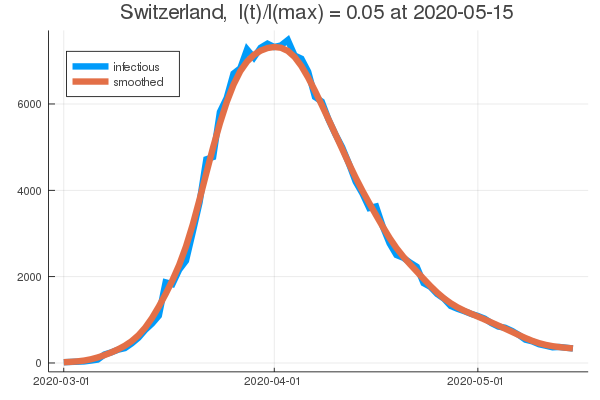 Switzerland, I(t)/I(max) = 0.05 at 2020-05-15
infectious
smoothed
6000
4000
2000
0
2020-03-01 2020-04-01 2020-05-01